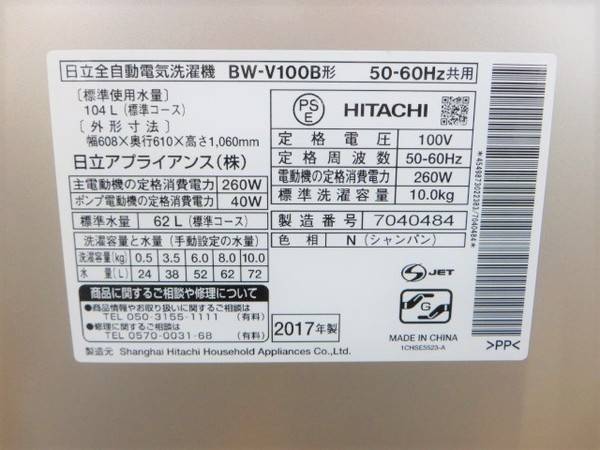 日立全自動電気洗濯機 BW-V100B形 50-60Hz共用
〔標準使用水量〕
104L(標準コース)
〔外形寸法〕
幅608×奥行610×高さ1,060mm
日立アプライアンス(株)
主電動機の定格消費電力 260W
ポンプ電動機の定格消費電力 40W
標準水量 62L(標準コース)
洗濯容量と水量(手動設定の水量)
洗濯容量(kg) 0.5 3.5 6.0 8.0 10.0
水量(L) 24 38 52 62 72
商品に関するご相談や修理について
●商品情報やお取り扱いに関するご相談
TEL 050-3155-1111 (有料)
●修理に関するご相談
TEL 0570-0031-68 (有料)
製造元 Shanghai Hitachi Household Appliances Co.,Ltd.
PS
E
HITACHI
定格電圧 100V
定格周波数 50-60Hz
電動機の定格消費電力 260W
標準洗濯容量 10.0kg
製造番号 7040484
色相 N(シャンパン)
2017年製
S JET
G
MADE IN CHINA
1CHSE5523-A
>PP<